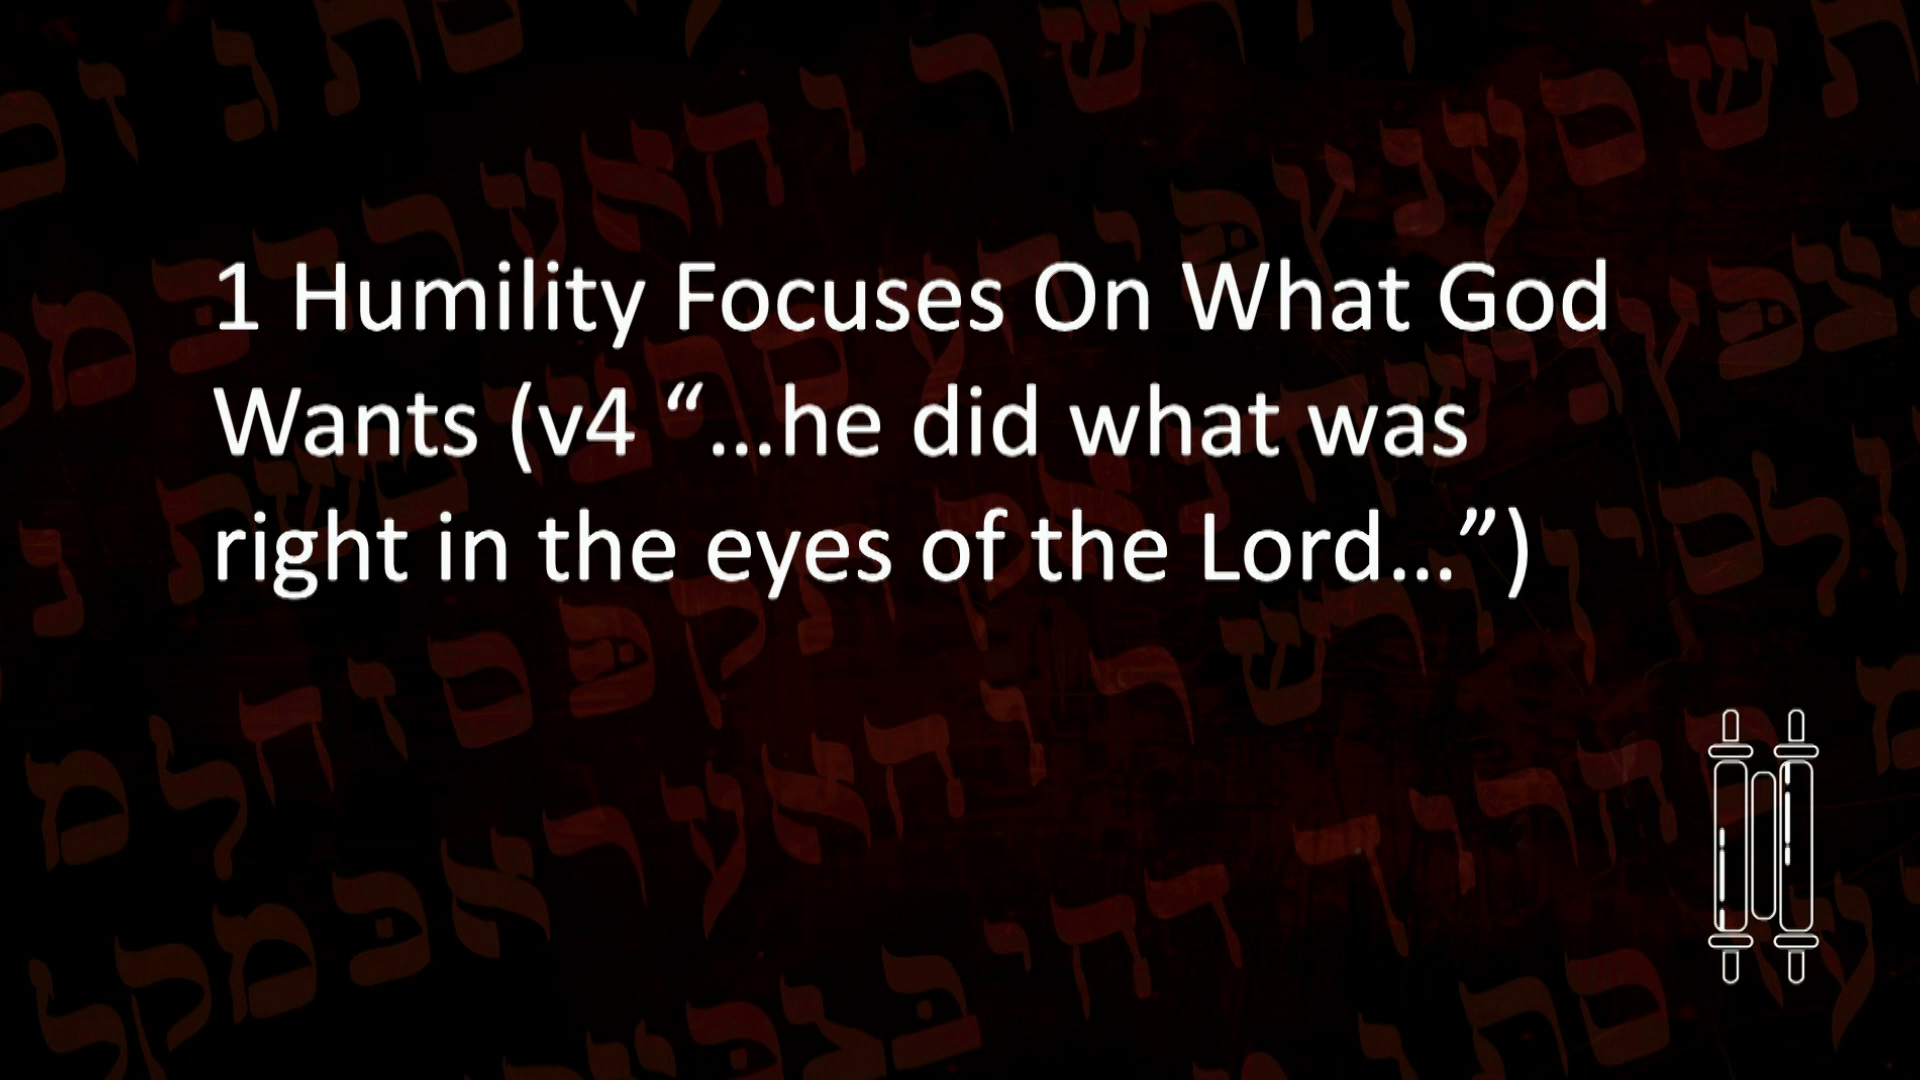 1 Humility Focuses On What God
Wants (v4 “...he did what was
right in the eyes of the Lord...”)